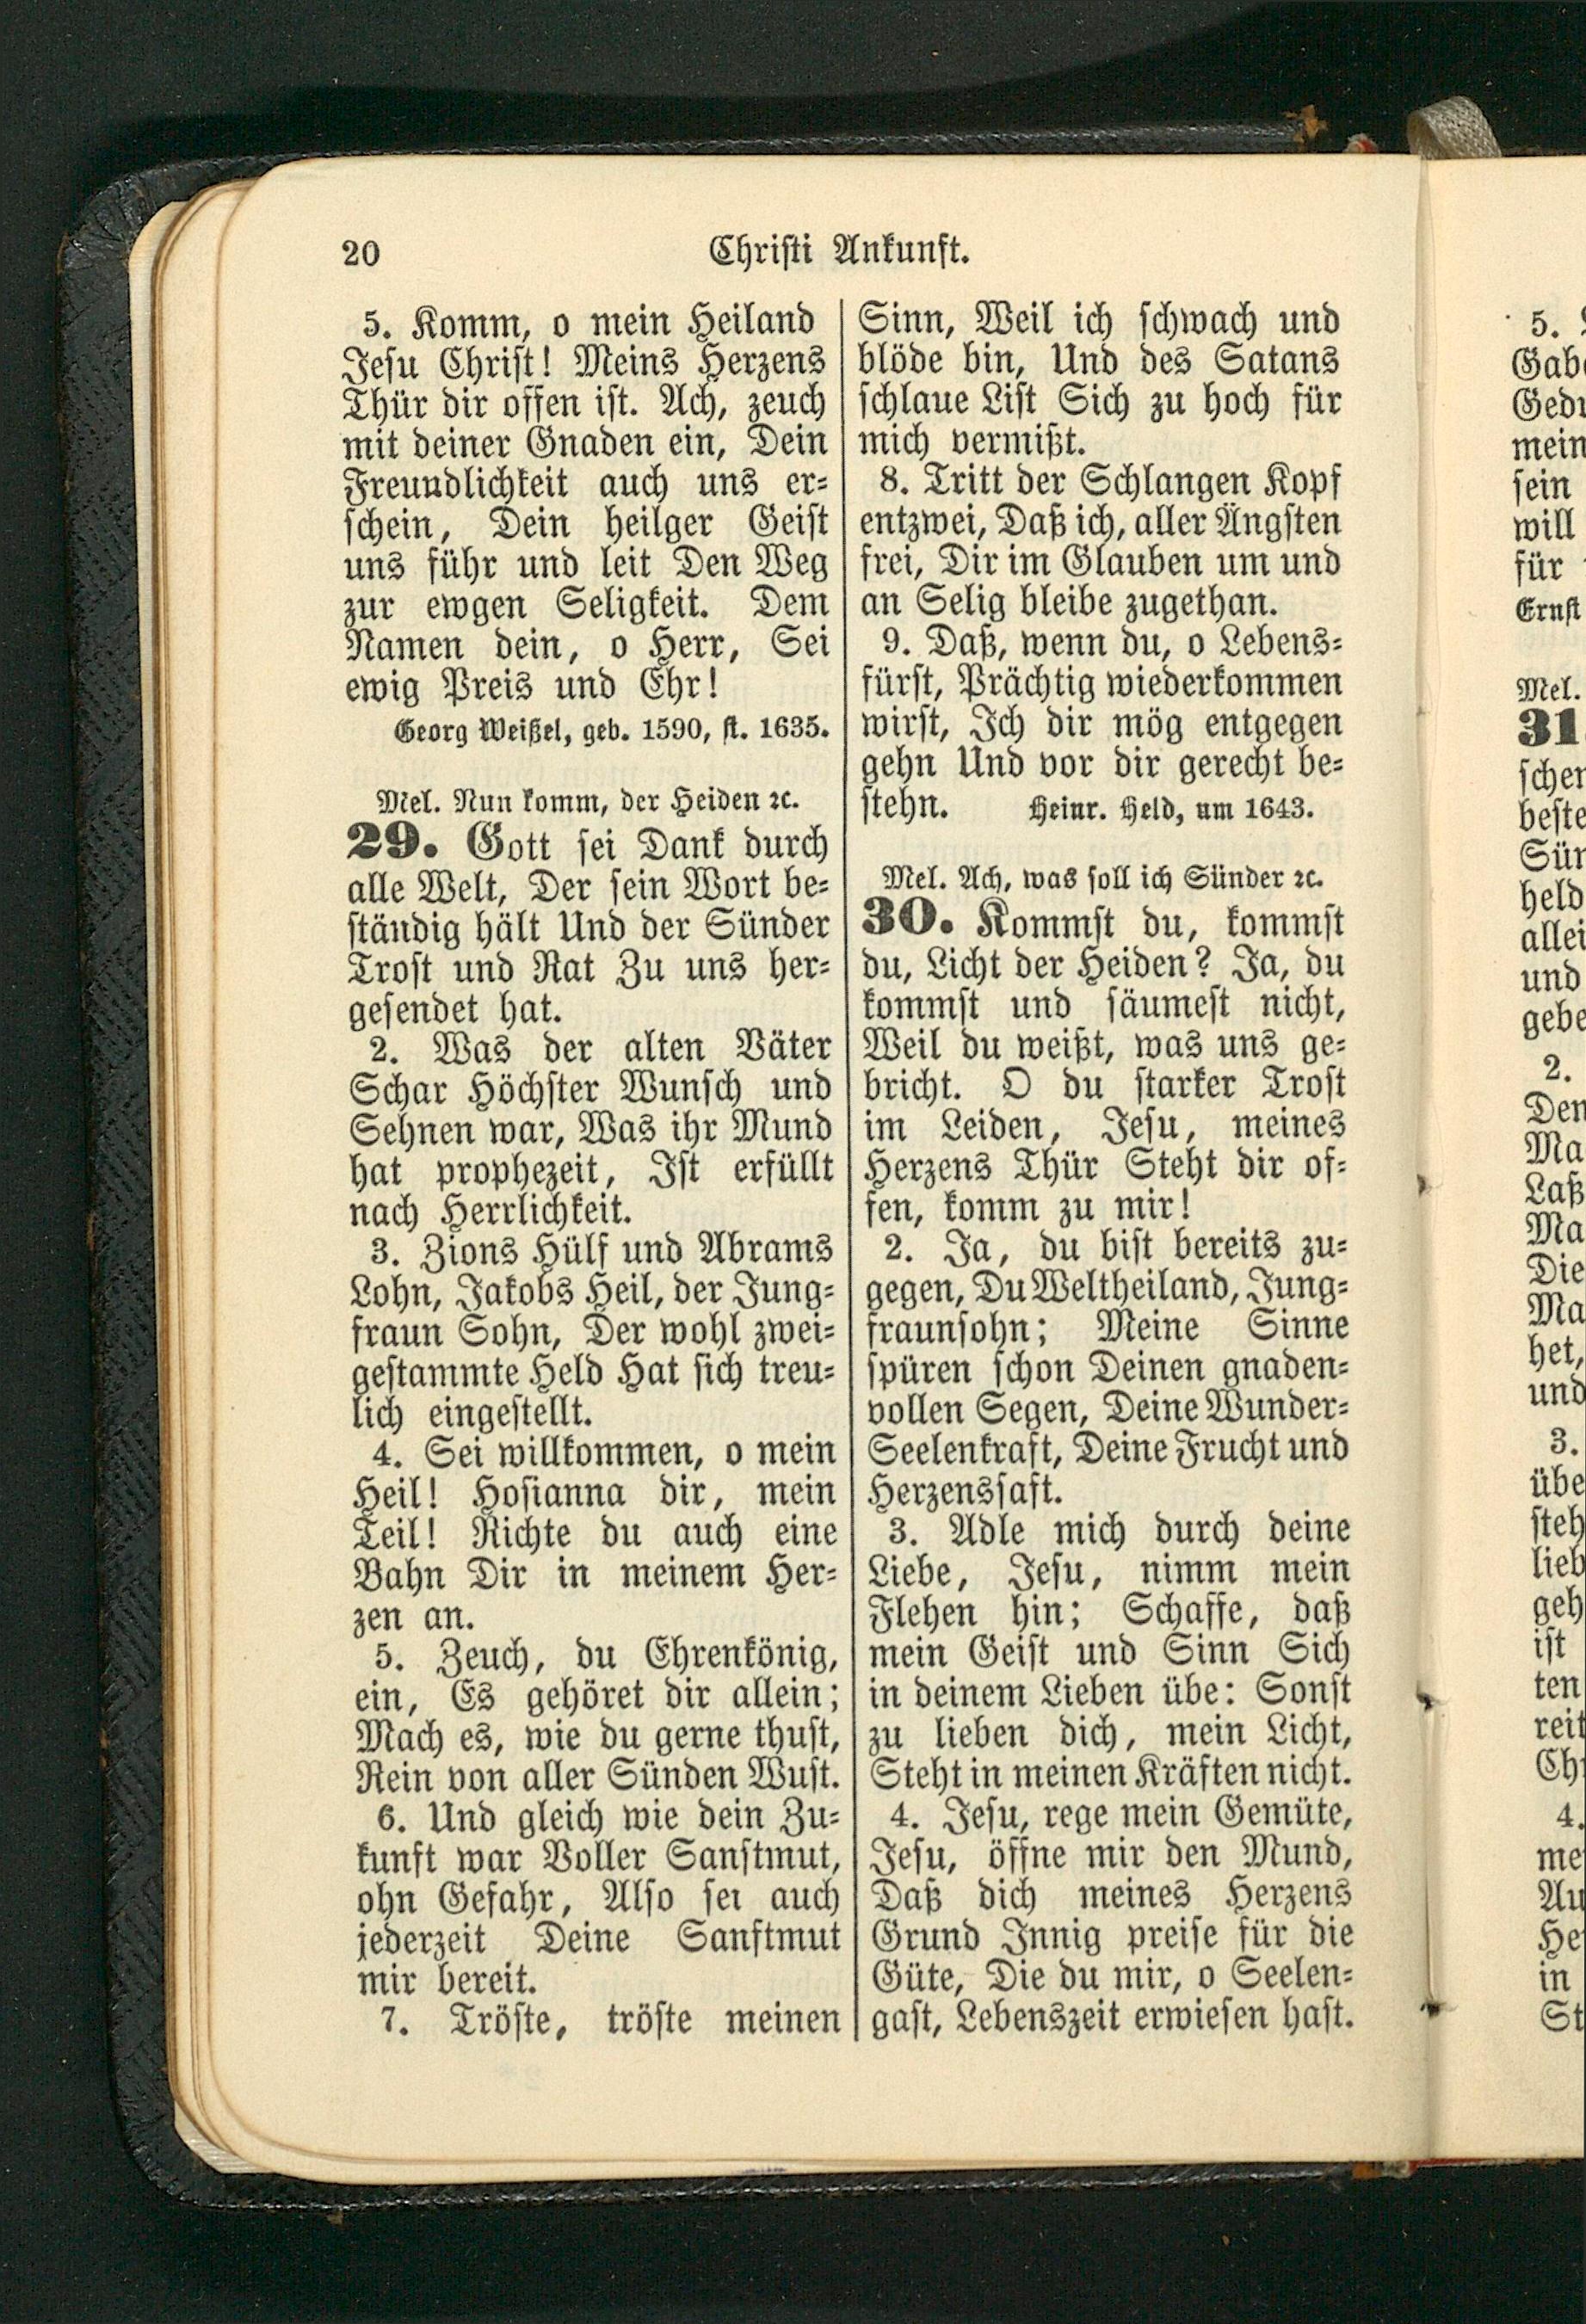 20
Christi Ankunft.
5. Komm, o mein Heiland
Jesu Christ! Meins Herzens
Thür dir offen ist. Ach, zeuch
mit deiner Gnaden ein, Dein
Freundlichkeit auch uns er-
schein, Dein heilger Geist
uns führ und leit Den Weg
zur ewgen Seligkeit. Dem
Namen dein, o Herr, Sei
ewig Preis und Ehr!
Georg Weißel, geb. 1590, st. 1635.
Mel. Nun komm, der Heiden ꝛc.
29. Gott sei Dank durch
alle Welt, Der sein Wort be-
ständig hält Und der Sünder
Trost und Rat Zu uns her-
gesendet hat.
2. Was der alten Väter
Schar Höchster Wunsch und
Sehnen war, Was ihr Mund
hat prophezeit, Ist erfüllt
nach Herrlichkeit.
3. Zions Hülf und Abrams
Lohn, Jakobs Heil, der Jung-
fraun Sohn, Der wohl zwei-
gestammte Held Hat sich treu-
lich eingestellt.
4. Sei willkommen, o mein
Heil! Hosianna dir, mein
Teil! Richte du auch eine
Bahn Dir in meinem Her-
zen an.
5. Zeuch, du Ehrenkönig,
ein, Es gehöret dir allein;
Mach es, wie du gerne thust,
Rein von aller Sünden Wust.
6. Und gleich wie dein Zu-
kunft war Voller Sanftmut,
ohn Gefahr, Also sei auch
jederzeit Deine Sanftmut
mir bereit.
7. Tröste, tröste meinen
Sinn, Weil ich schwach und
blöde bin, Und des Satans
schlaue List Sich zu hoch für
mich vermißt.
8. Tritt der Schlangen Kopf
entzwei, Daß ich, aller Ängsten
frei, Dir im Glauben um und
an Selig bleibe zugethan.
9. Daß, wenn du, o Lebens-
fürst, Prächtig wiederkommen
wirst, Ich dir mög entgegen
gehn Und vor dir gerecht be-
stehn. Heinr. Held, um 1643.
Mel. Ach, was soll ich Sünder ꝛc.
30. Kommst du, kommst
du, Licht der Heiden? Ja, du
kommst und säumest nicht,
Weil du weißt, was uns ge-
bricht. O du starker Trost
im Leiden, Jesu, meines
Herzens Thür Steht dir of-
fen, komm zu mir!
2. Ja, du bist bereits zu-
gegen, Du Weltheiland, Jung-
fraunsohn; Meine Sinne
spüren schon Deinen gnaden-
vollen Segen, Deine Wunder-
Seelenkraft, Deine Frucht und
Herzenssaft.
3. Adle mich durch deine
Liebe, Jesu, nimm mein
Flehen hin; Schaffe, daß
mein Geist und Sinn Sich
in deinem Lieben übe: Sonst
zu lieben dich, mein Licht,
Steht in meinen Kräften nicht.
4. Jesu, rege mein Gemüte,
Jesu, öffne mir den Mund,
Daß dich meines Herzens
Grund Innig preise für die
Güte, Die du mir, o Seelen-
gast, Lebenszeit erwiesen hast.
5.
mein
sein
will
für
Ernst
Mel.
31.
und
2.
3.
ist
4.
in